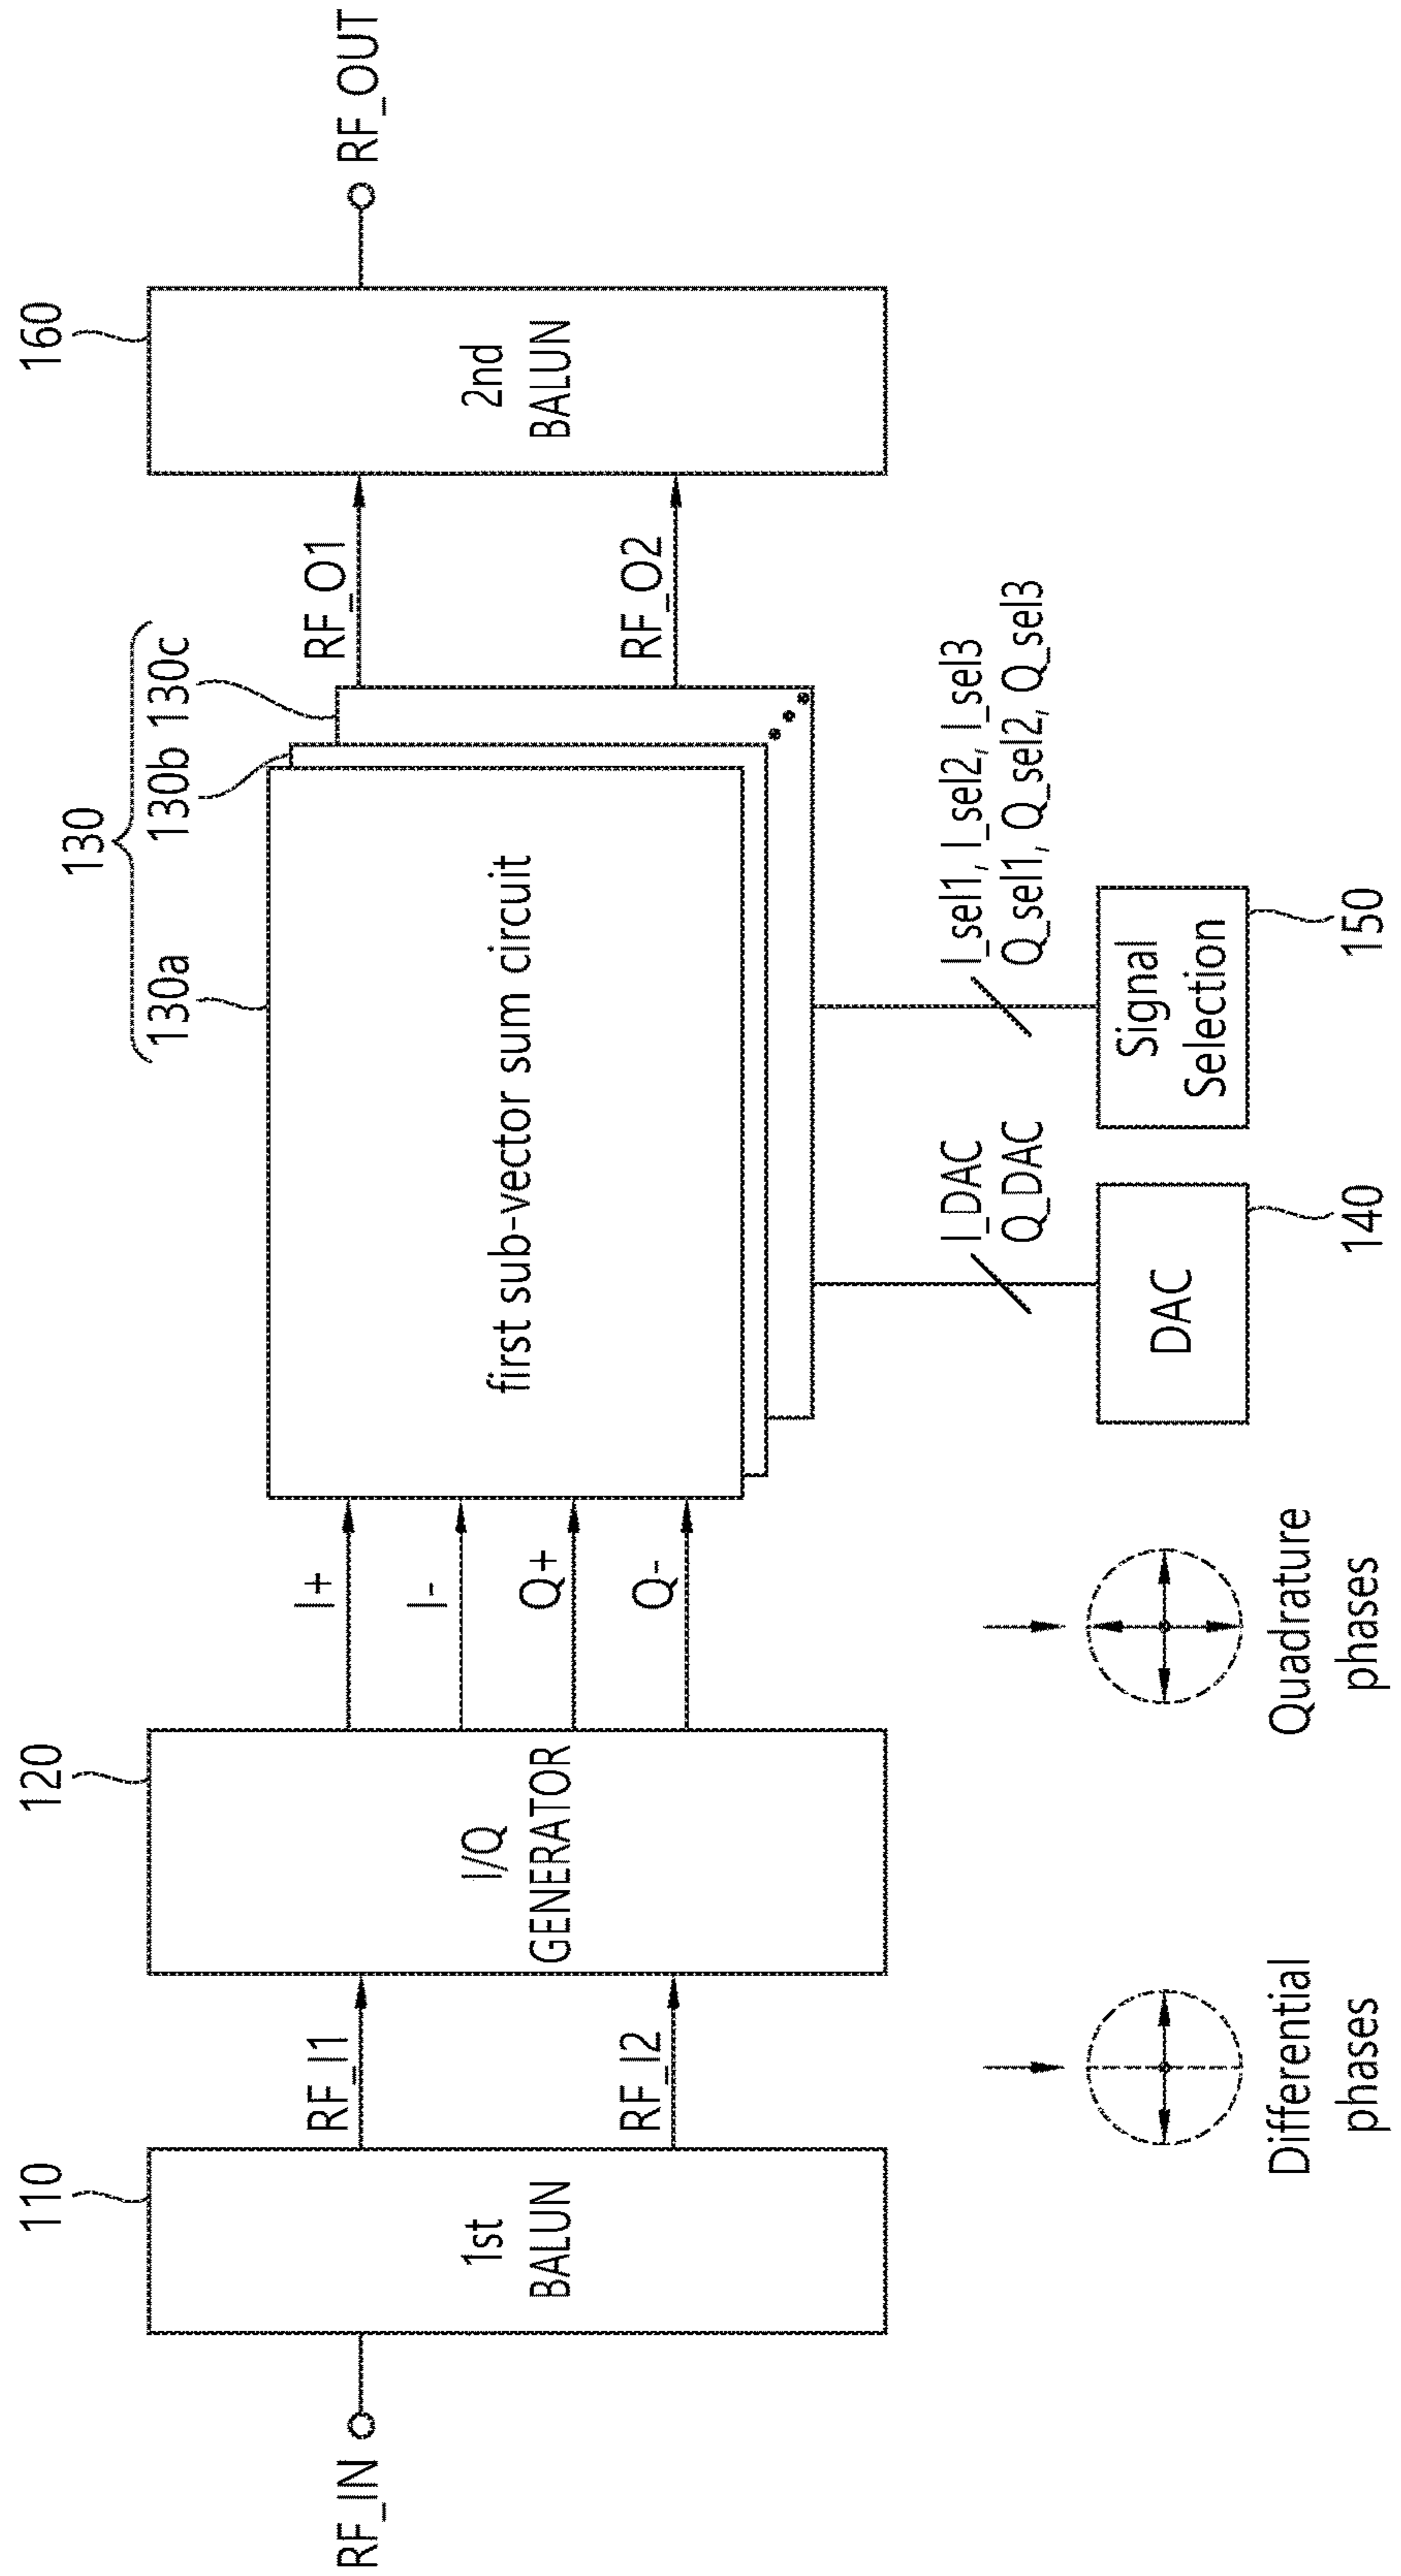 110
120
130
130a 130b 130c
160
RF_IN
1st
BALUN
RF_I1
RF_I2
I/Q
GENERATOR
I+
I-
Q+
Q-
first sub-vector sum circuit
RF_O1
RF_O2
2nd
BALUN
RF_OUT
I_DAC
Q_DAC
I_sel1, I_sel2, I_sel3
Q_sel1, Q_sel2, Q_sel3
DAC
Signal
Selection
140
150
Differential
phases
Quadrature
phases